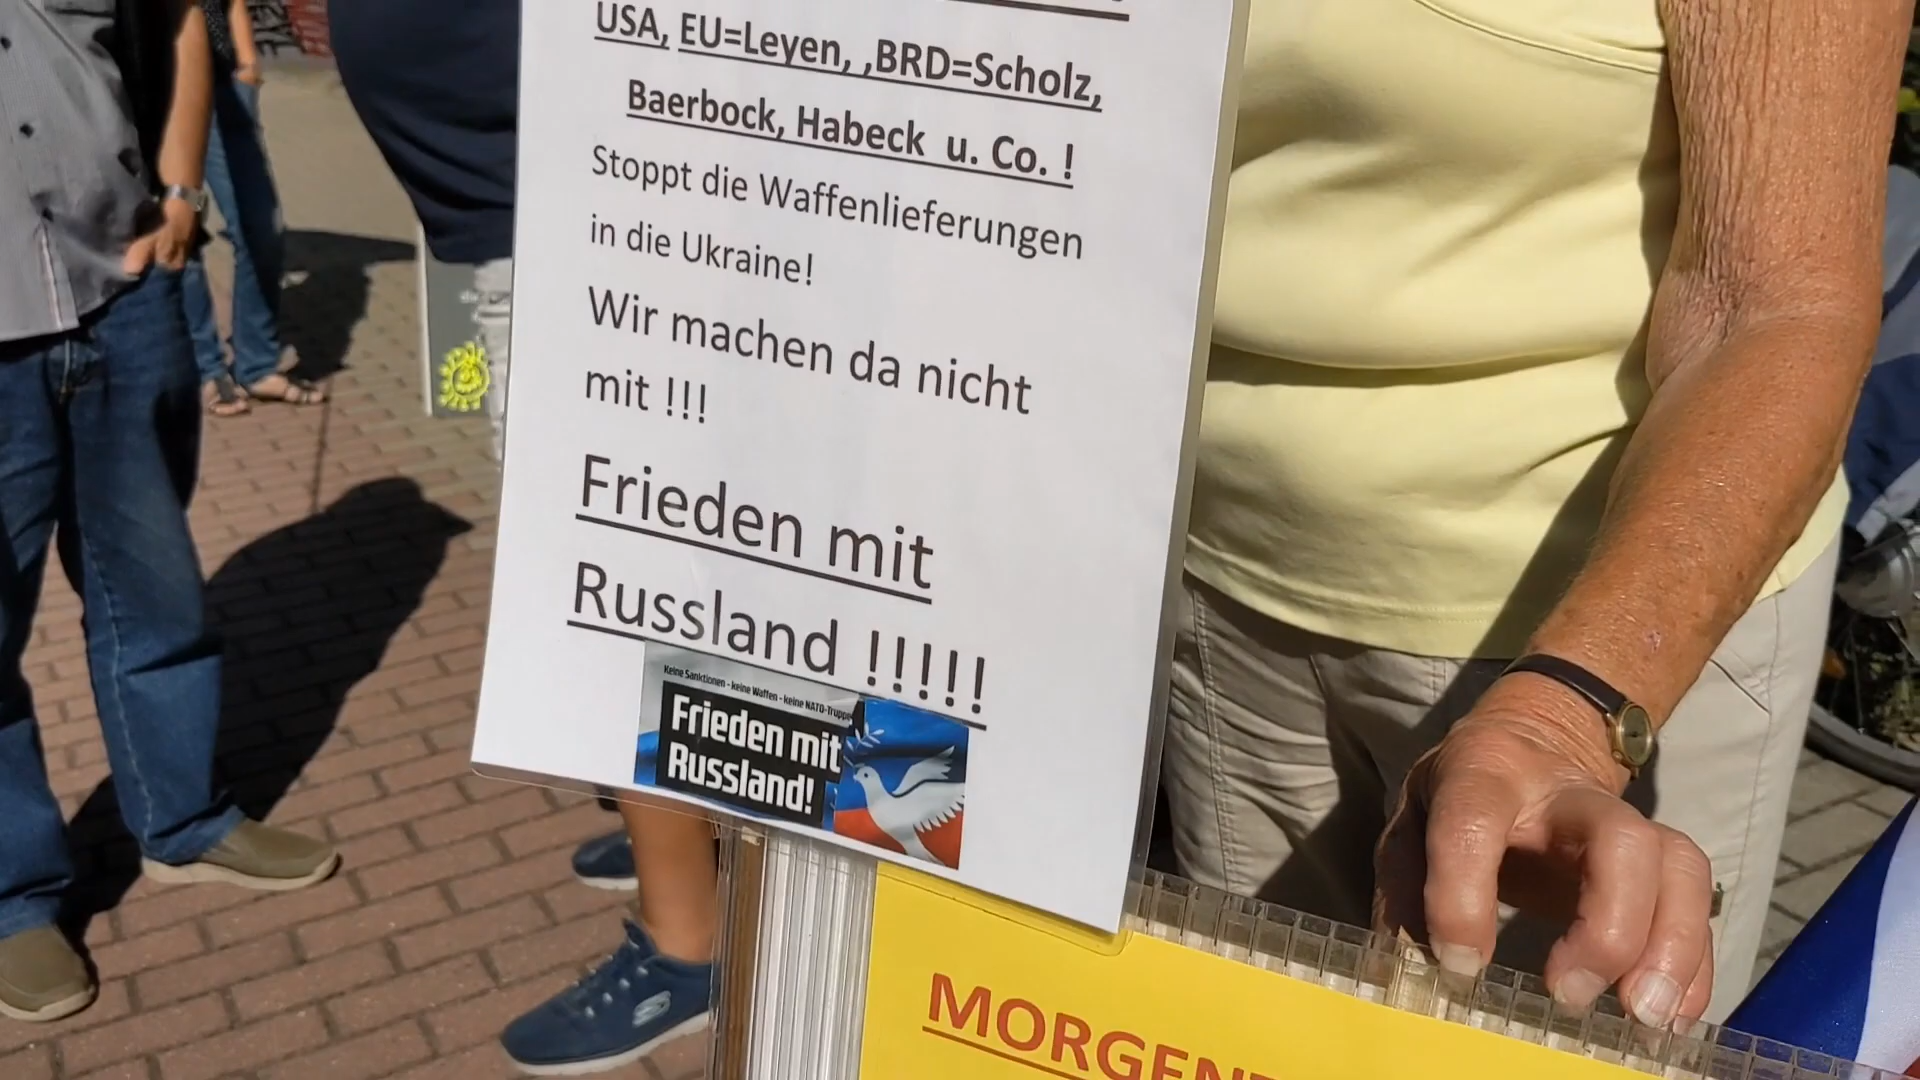 USA, EU=Leyen, ,BRD=Scholz,
Baerbock, Habeck u. Co. !
Stoppt die Waffenlieferungen
in die Ukraine!
Wir machen da nicht
mit !!!
Frieden mit
Russland !!!!!
Keine Sanktionen - keine Waffen - keine NATO-Truppe
Frieden mit
Russland!
MORGEN